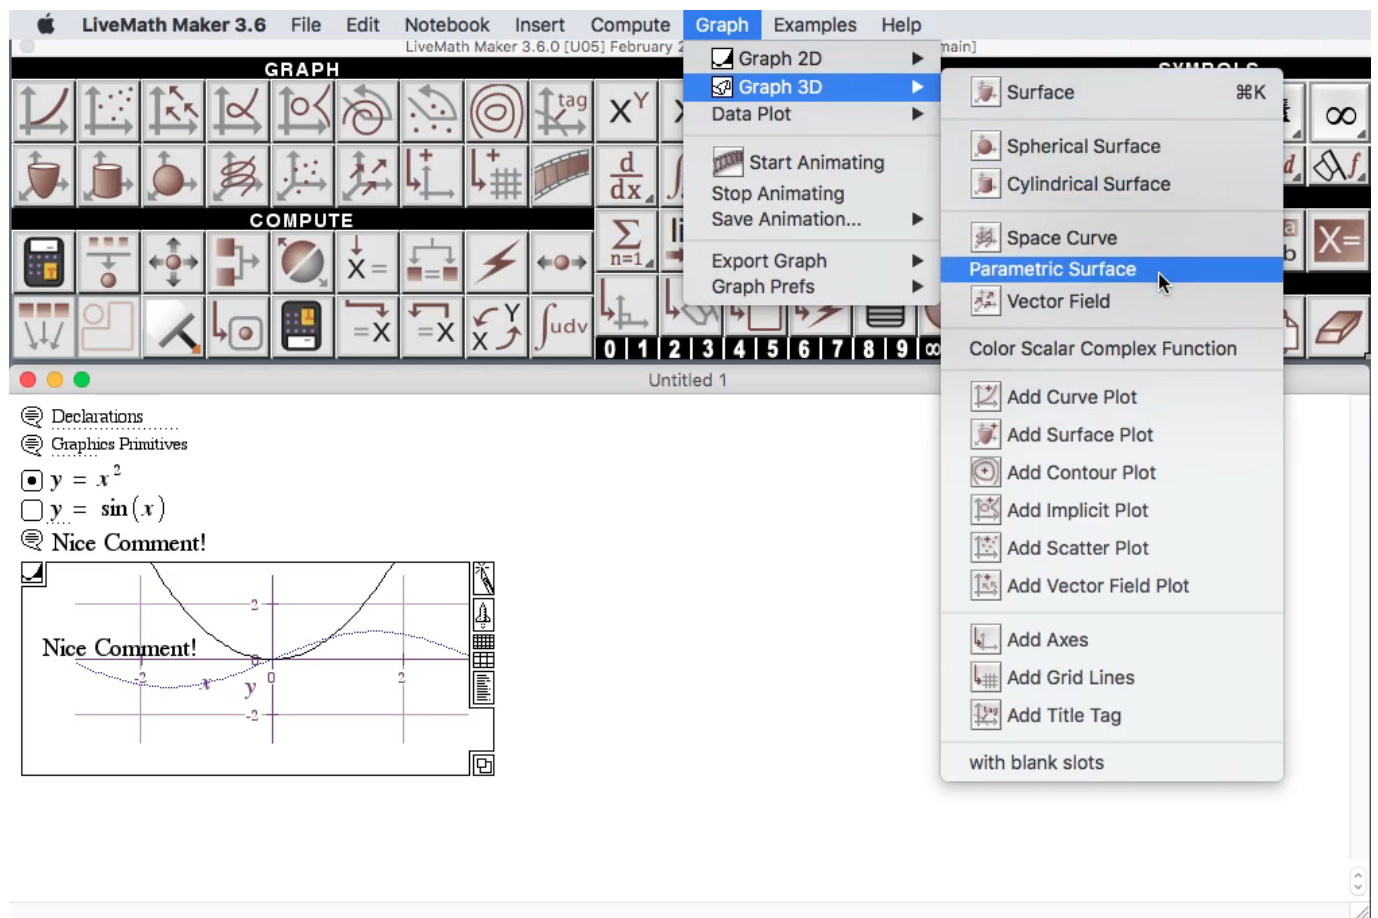 LiveMath Maker 3.6 File Edit Notebook Insert Compute Graph Examples Help
LiveMath Maker 3.6.0 [U05] February 2
main]
GRAPH
SYMBOLS
tag
COMPUTE
Graph 2D
Graph 3D
Data Plot
Start Animating
Stop Animating
Save Animation...
Export Graph
Graph Prefs
Surface ⌘K
Spherical Surface
Cylindrical Surface
Space Curve
Parametric Surface
Vector Field
Color Scalar Complex Function
Add Curve Plot
Add Surface Plot
Add Contour Plot
Add Implicit Plot
Add Scatter Plot
Add Vector Field Plot
Add Axes
Add Grid Lines
Add Title Tag
with blank slots
X^Y
∞
d/dx ∫
d f
Σ n=1 li
b X=
X =
=X =X X Y ∫udv
0 1 2 3 4 5 6 7 8 9 ∞
Untitled 1
Declarations
Graphics Primitives
y = x^2
y = sin(x)
Nice Comment!
2
Nice Comment!
0
-2 x y 0 2
-2